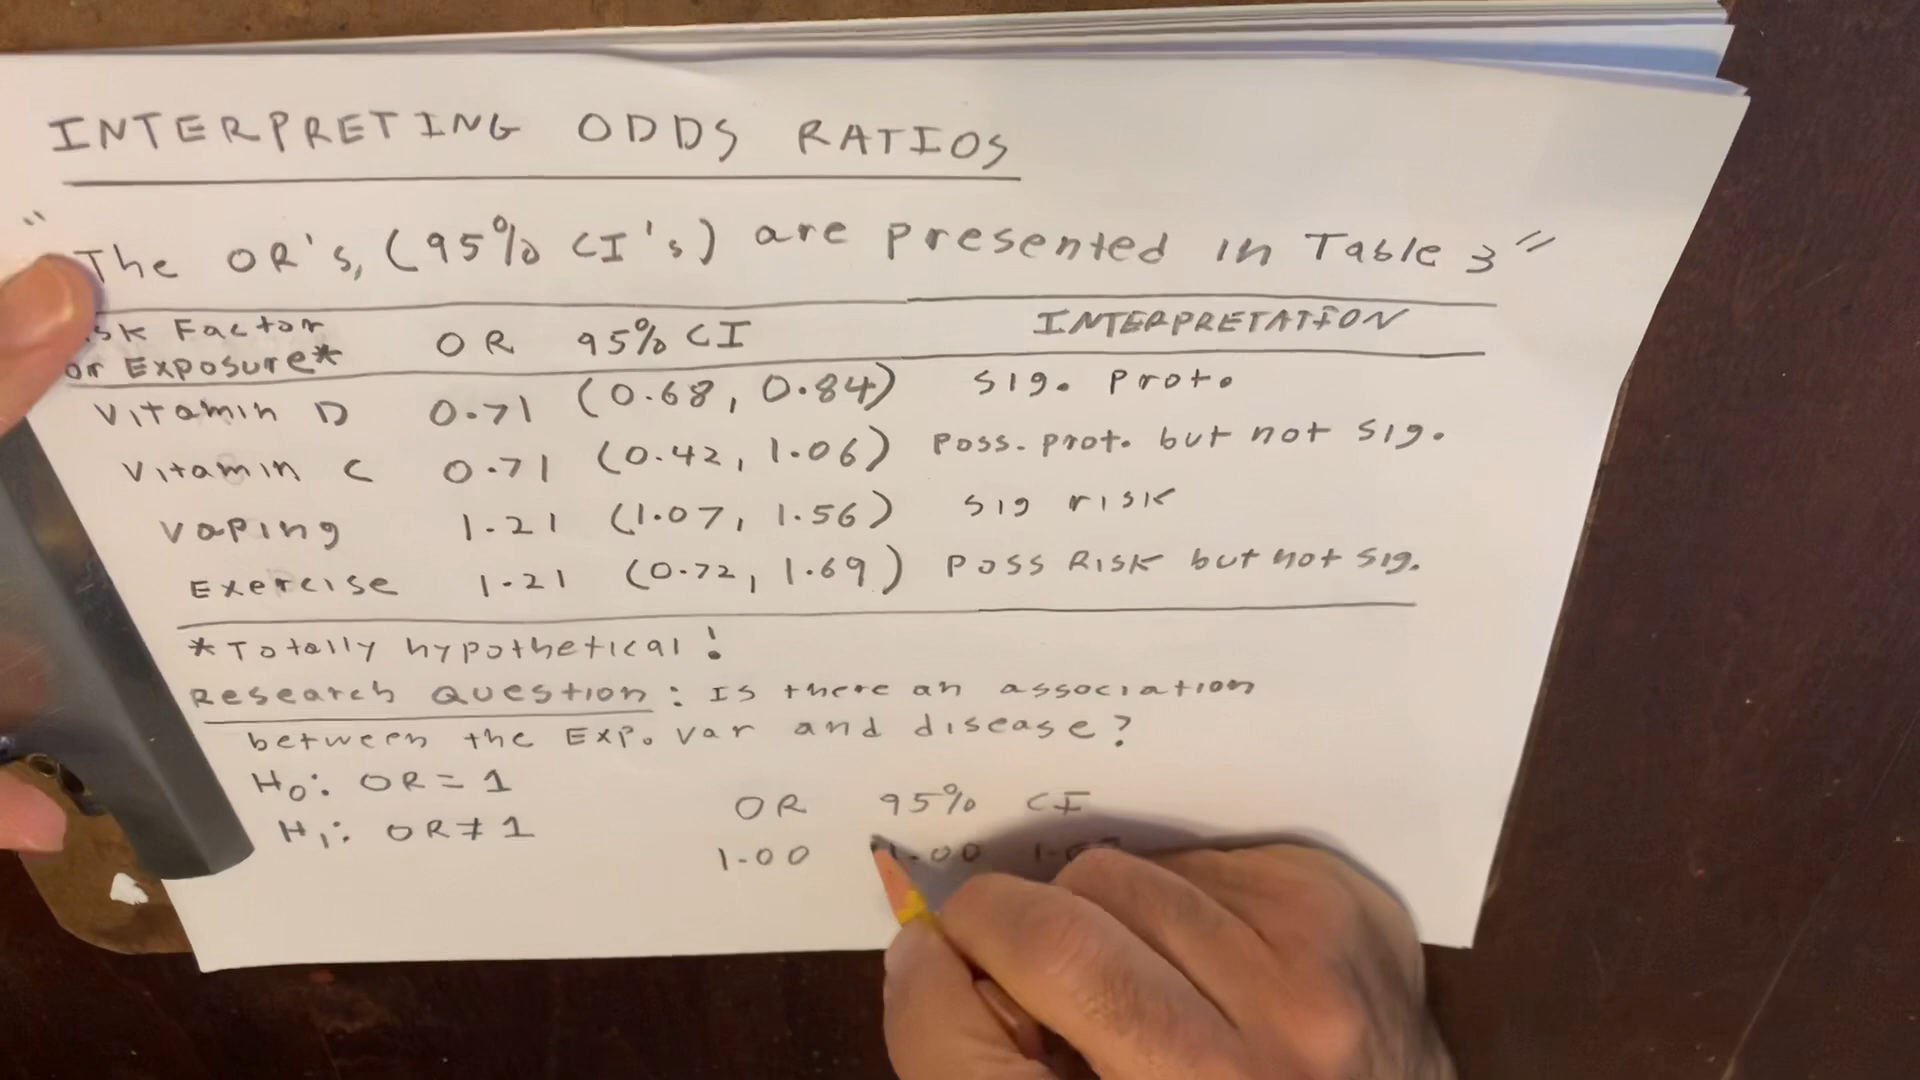 INTERPRETING ODDS RATIOS
"The OR's, (95% CI's) are presented in Table 3"
sk Factor
or Exposure* OR 95% CI INTERPRETATION
Vitamin D 0.71 (0.68, 0.84) sig. Prot.
Vitamin C 0.71 (0.42, 1.06) Poss. prot. but not sig.
Vaping 1.21 (1.07, 1.56) sig risk
Exercise 1.21 (0.72, 1.69) Poss RISK but not sig.
*Totally hypothetical!
Research Question: Is there an association
between the Exp. var and disease?
H0: OR = 1
H1: OR ≠ 1
OR 95% CI
1.00 1.00